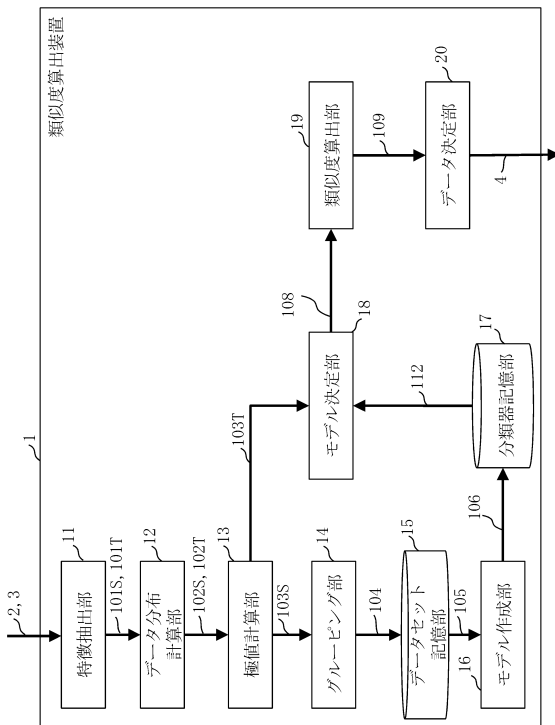 類似度算出装置
1
2, 3
11
特徴抽出部
101S, 101T
12
データ分布
計算部
102S, 102T
13
極値計算部
103T
103S
14
グルーピング部
104
15
データセット
記憶部
105
16
モデル作成部
106
17
分類器記憶部
112
18
モデル決定部
108
19
類似度算出部
109
20
データ決定部
4